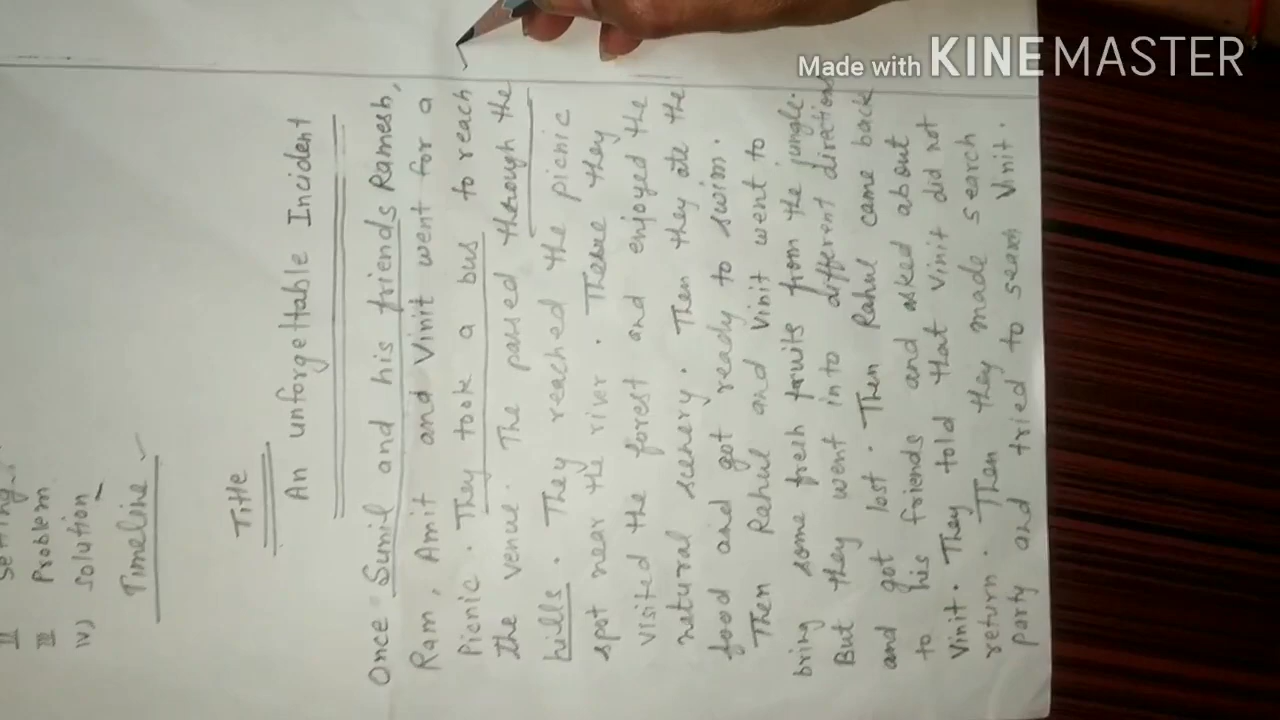 Made with KINEMASTER
II Setting
III Problem
IV) Solution
Timeline
Title
An unforgettable Incident
Once Sunil and his friends Ramesh,
Ram, Amit and Vinit went for a
Picnic. They took a bus to reach
the venue. The passed through the
hills. They reached the picnic
spot near the river. There they
visited the forest and enjoyed the
natural scenery. Then they ate the
food and got ready to swim.
Then Rahul and Vinit went to
bring some fresh fruits from the jungle.
But they went into different directions
and got lost. Then Rahul came back
to his friends and asked about
Vinit. They told that Vinit did not
return. Then they made search
party and tried to search Vinit.